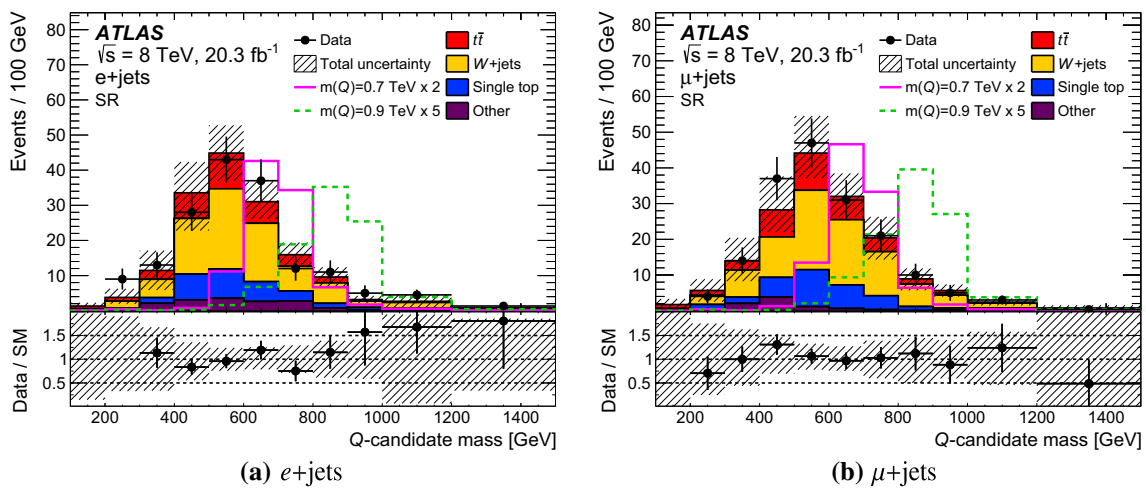 ATLAS
√s = 8 TeV, 20.3 fb⁻¹
e+jets
SR
Data
Total uncertainty
m(Q)=0.7 TeV x 2
m(Q)=0.9 TeV x 5
tt̄
W+jets
Single top
Other
Events / 100 GeV
80
70
60
50
40
30
20
10
Data / SM
1.5
1
0.5
200 400 600 800 1000 1200 1400
Q-candidate mass [GeV]
(a) e+jets
ATLAS
√s = 8 TeV, 20.3 fb⁻¹
μ+jets
SR
Data
Total uncertainty
m(Q)=0.7 TeV x 2
m(Q)=0.9 TeV x 5
tt̄
W+jets
Single top
Other
Events / 100 GeV
80
70
60
50
40
30
20
10
Data / SM
1.5
1
0.5
200 400 600 800 1000 1200 1400
Q-candidate mass [GeV]
(b) μ+jets